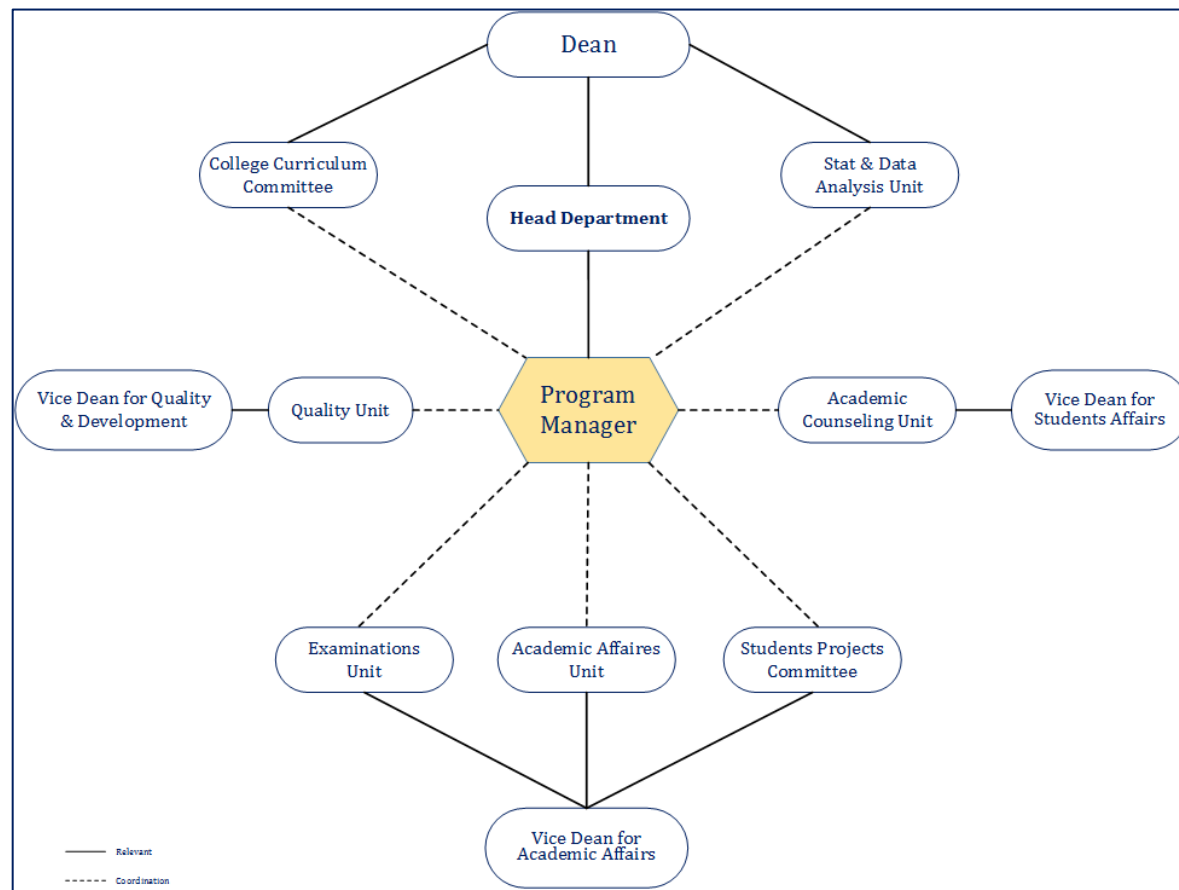 Dean
College Curriculum
Committee
Stat & Data
Analysis Unit
Head Department
Vice Dean for Quality
& Development
Quality Unit
Program
Manager
Academic
Counseling Unit
Vice Dean for
Students Affairs
Examinations
Unit
Academic Affaires
Unit
Students Projects
Committee
Vice Dean for
Academic Affairs
Relevant
Coordination